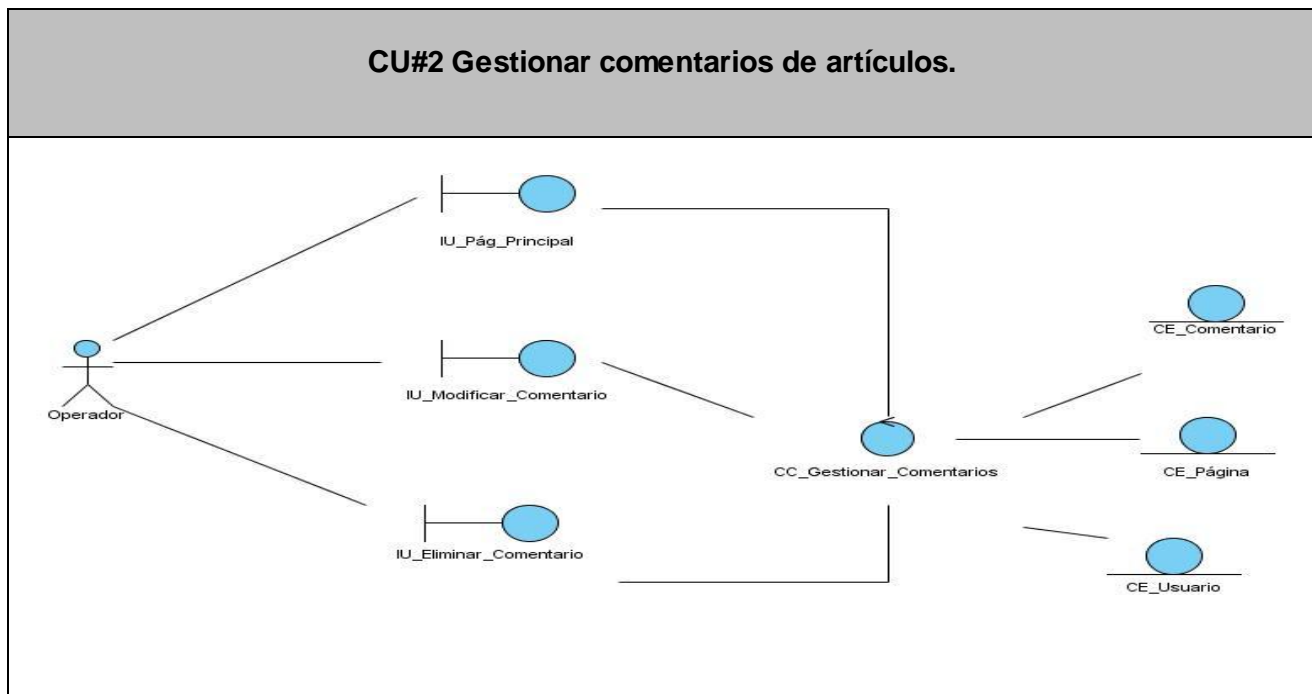 CU#2 Gestionar comentarios de artículos.
IU_Pág_Principal
CE_Comentario
IU_Modificar_Comentario
Operador
CC_Gestionar_Comentarios
CE_Página
IU_Eliminar_Comentario
CE_Usuario